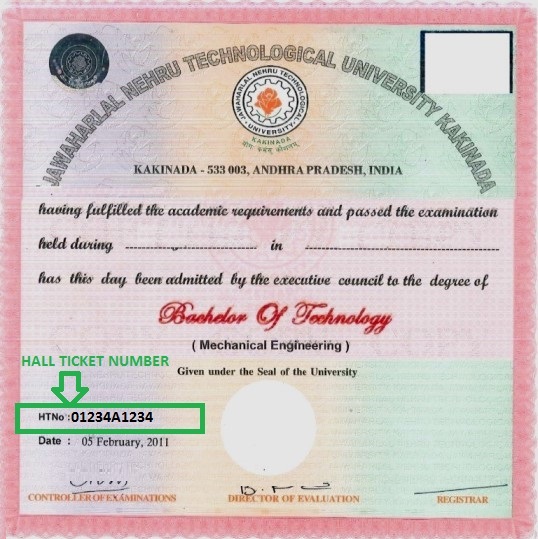 JAWAHARLAL NEHRU TECHNOLOGICAL UNIVERSITY KAKINADA
JAWAHARLAL NEHRU TECHNOLOGICAL
UNIVERSITY
KAKINADA
KAKINADA - 533 003, ANDHRA PRADESH, INDIA
having fulfilled the academic requirements and passed the examination
held during in
has this day been admitted by the executive council to the degree of
Bachelor Of Technology
( Mechanical Engineering )
Given under the Seal of the University
HALL TICKET NUMBER
HTNo : 01234A1234
Date : 05 February, 2011
CONTROLLER OF EXAMINATIONS DIRECTOR OF EVALUATION REGISTRAR